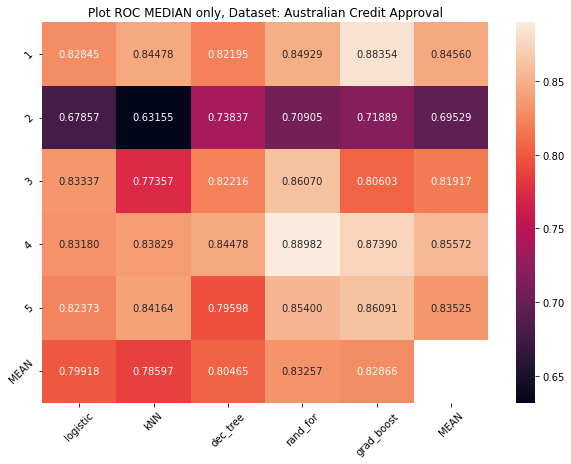 Plot ROC MEDIAN only, Dataset: Australian Credit Approval
1 0.82845 0.84478 0.82195 0.84929 0.88354 0.84560
2 0.67857 0.63155 0.73837 0.70905 0.71889 0.69529
3 0.83337 0.77357 0.82216 0.86070 0.80603 0.81917
4 0.83180 0.83829 0.84478 0.88982 0.87390 0.85572
5 0.82373 0.84164 0.79598 0.85400 0.86091 0.83525
MEAN 0.79918 0.78597 0.80465 0.83257 0.82866
logistic kNN dec_tree rand_for grad_boost MEAN
0.85
0.80
0.75
0.70
0.65